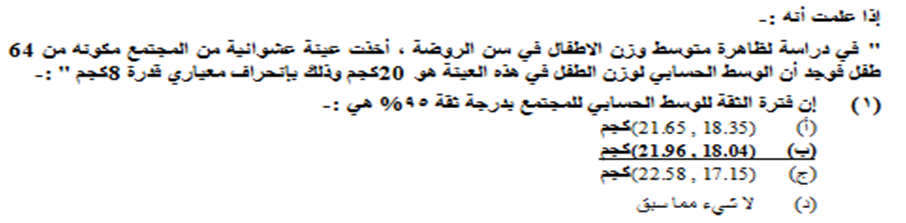 إذا علمت أنه :-
" في دراسة لظاهرة متوسط وزن الاطفال في سن الروضة ، أخذت عينة عشوائية من المجتمع مكونه من 64
طفل فوجد أن الوسط الحسابي لوزن الطفل في هذه العينة هو 20كجم وذلك بإنحراف معياري قدرة 8كجم " :-
(١) إن فترة الثقة للوسط الحسابي للمجتمع بدرجة ثقة ٩٥% هي :-
(أ) (21.65 , 18.35)كجم
(ب) (21.96 , 18.04)كجم
(ج) (22.58 , 17.15)كجم
(د) لا شيء مما سبق